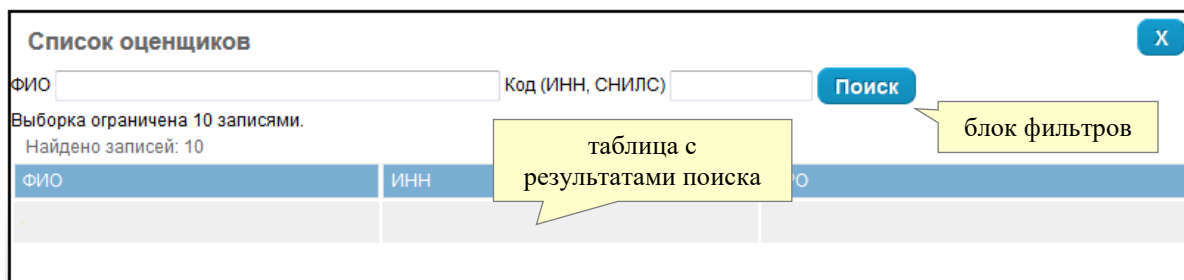 Список оценщиков
X
ФИО Код (ИНН, СНИЛС) Поиск
Выборка ограничена 10 записями.
блок фильтров
Найдено записей: 10
таблица с
результатами поиска
ФИО ИНН